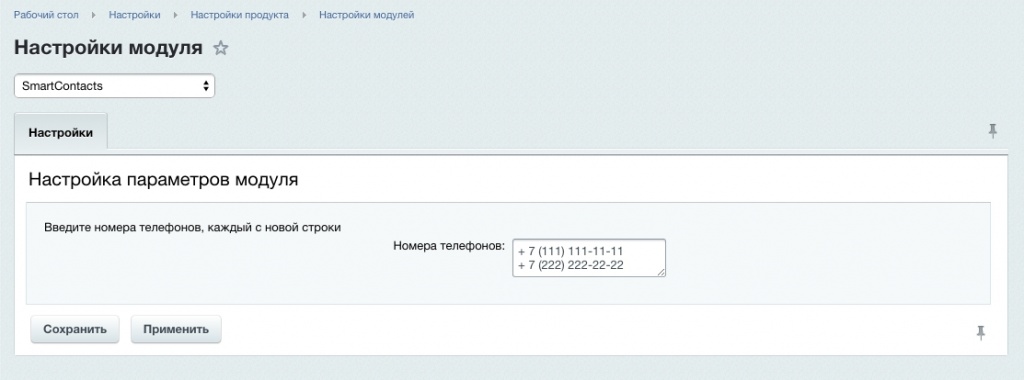 Рабочий стол Настройки Настройки продукта Настройки модулей
Настройки модуля
SmartContacts
Настройки
Настройка параметров модуля
Введите номера телефонов, каждый с новой строки
Номера телефонов: + 7 (111) 111-11-11
+ 7 (222) 222-22-22
Сохранить Применить